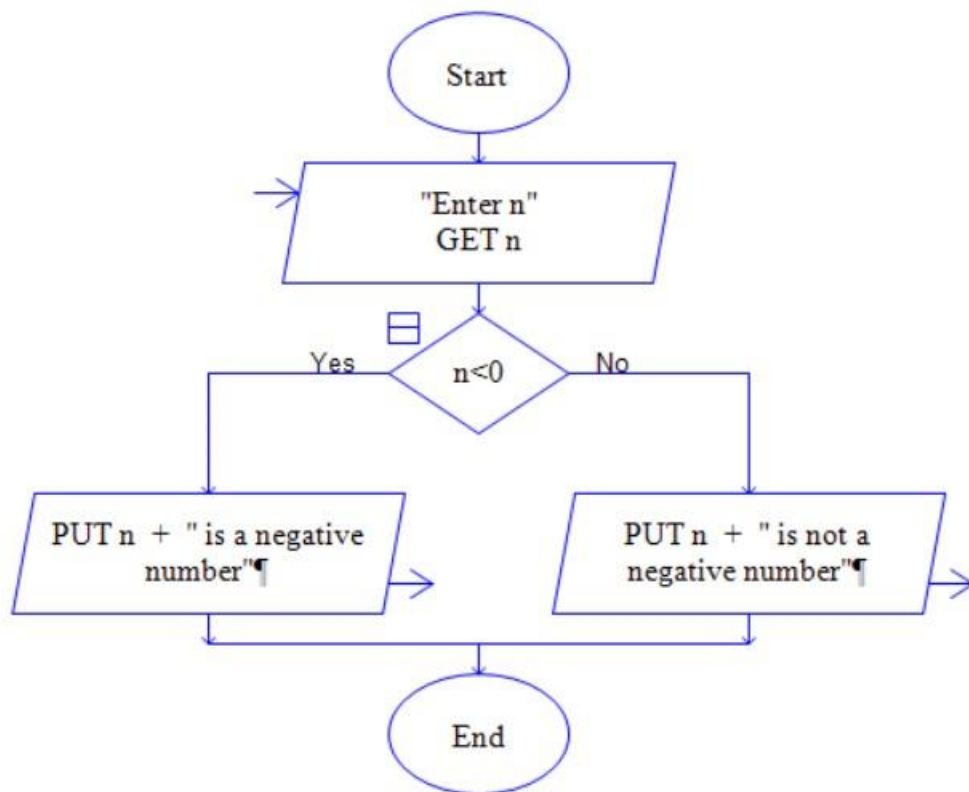 Start
"Enter n"
GET n
Yes
n<0
No
PUT n + " is a negative
number"¶
PUT n + " is not a
negative number"¶
End